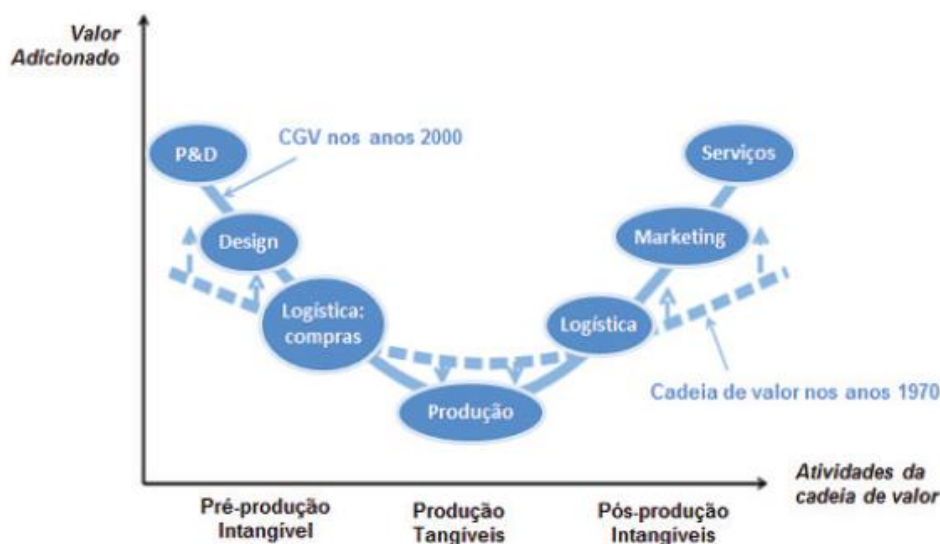 Valor
Adicionado
P&D
CGV nos anos 2000
Serviços
Design
Marketing
Logística:
compras
Logística
Produção
Cadeia de valor nos anos 1970
Atividades da
cadeia de valor
Pré-produção
Intangível
Produção
Tangíveis
Pós-produção
Intangíveis